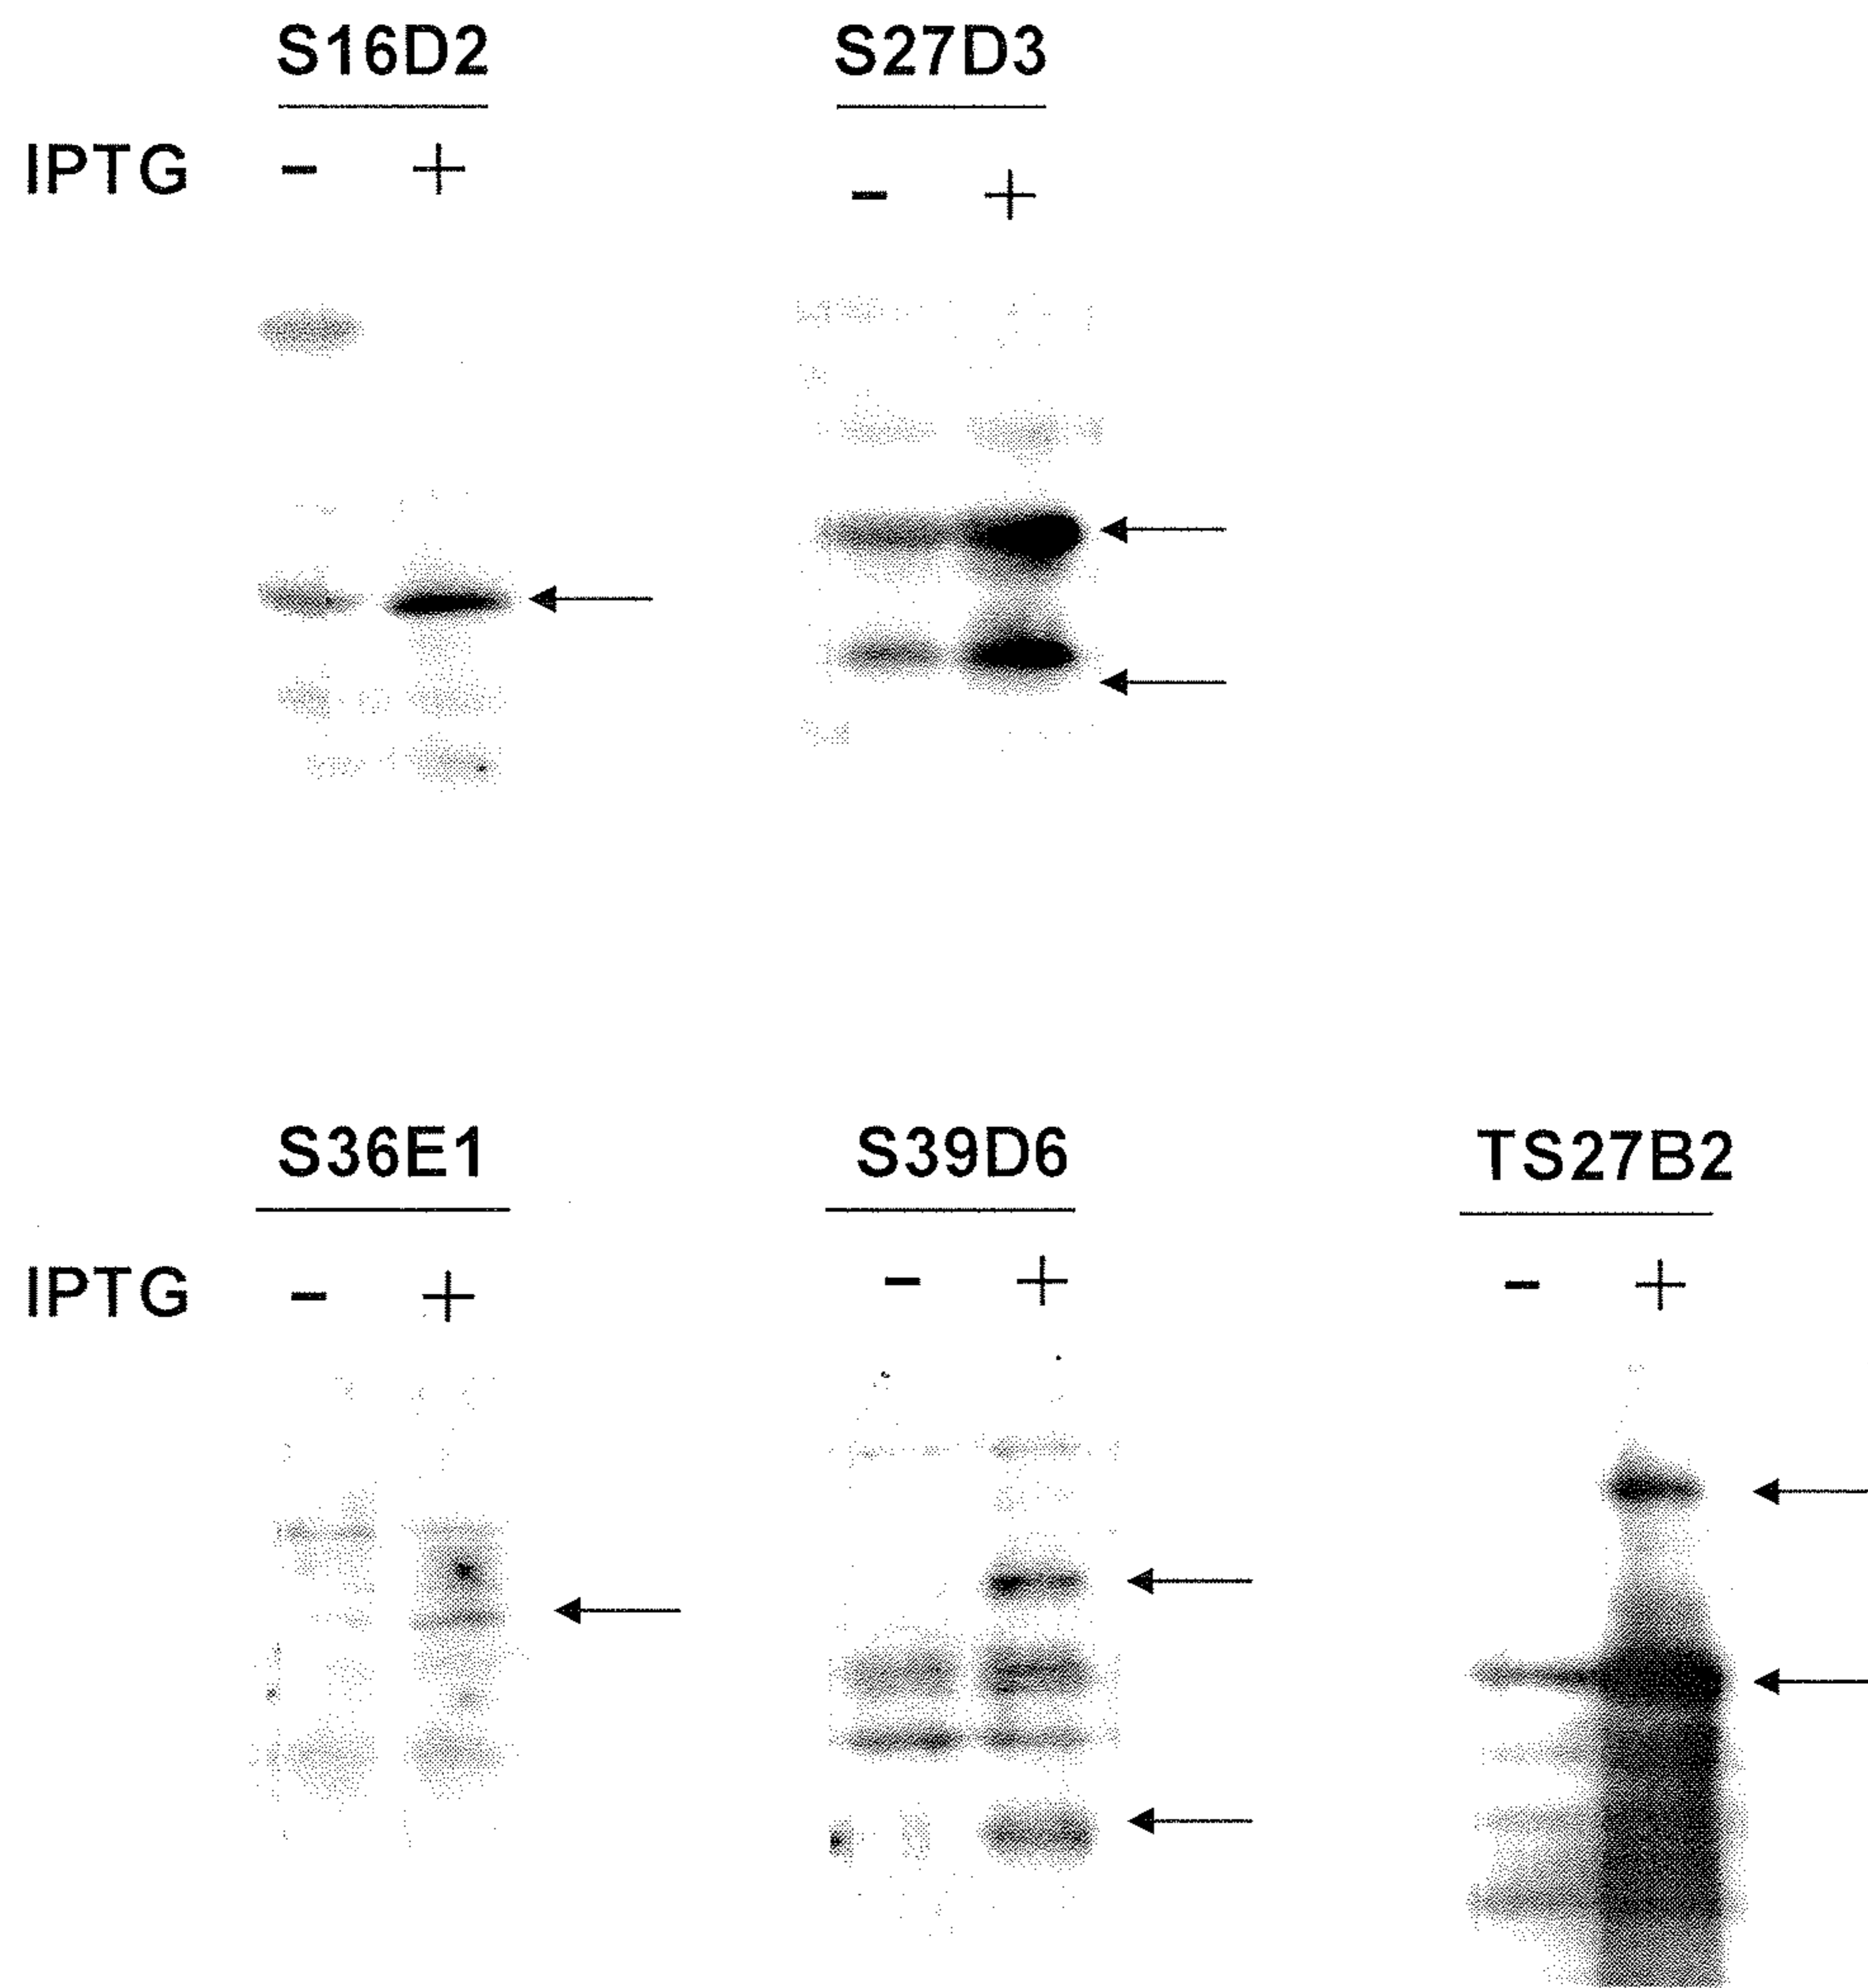 S16D2 S27D3
IPTG - + - +
S36E1 S39D6 TS27B2
IPTG - + - + - +